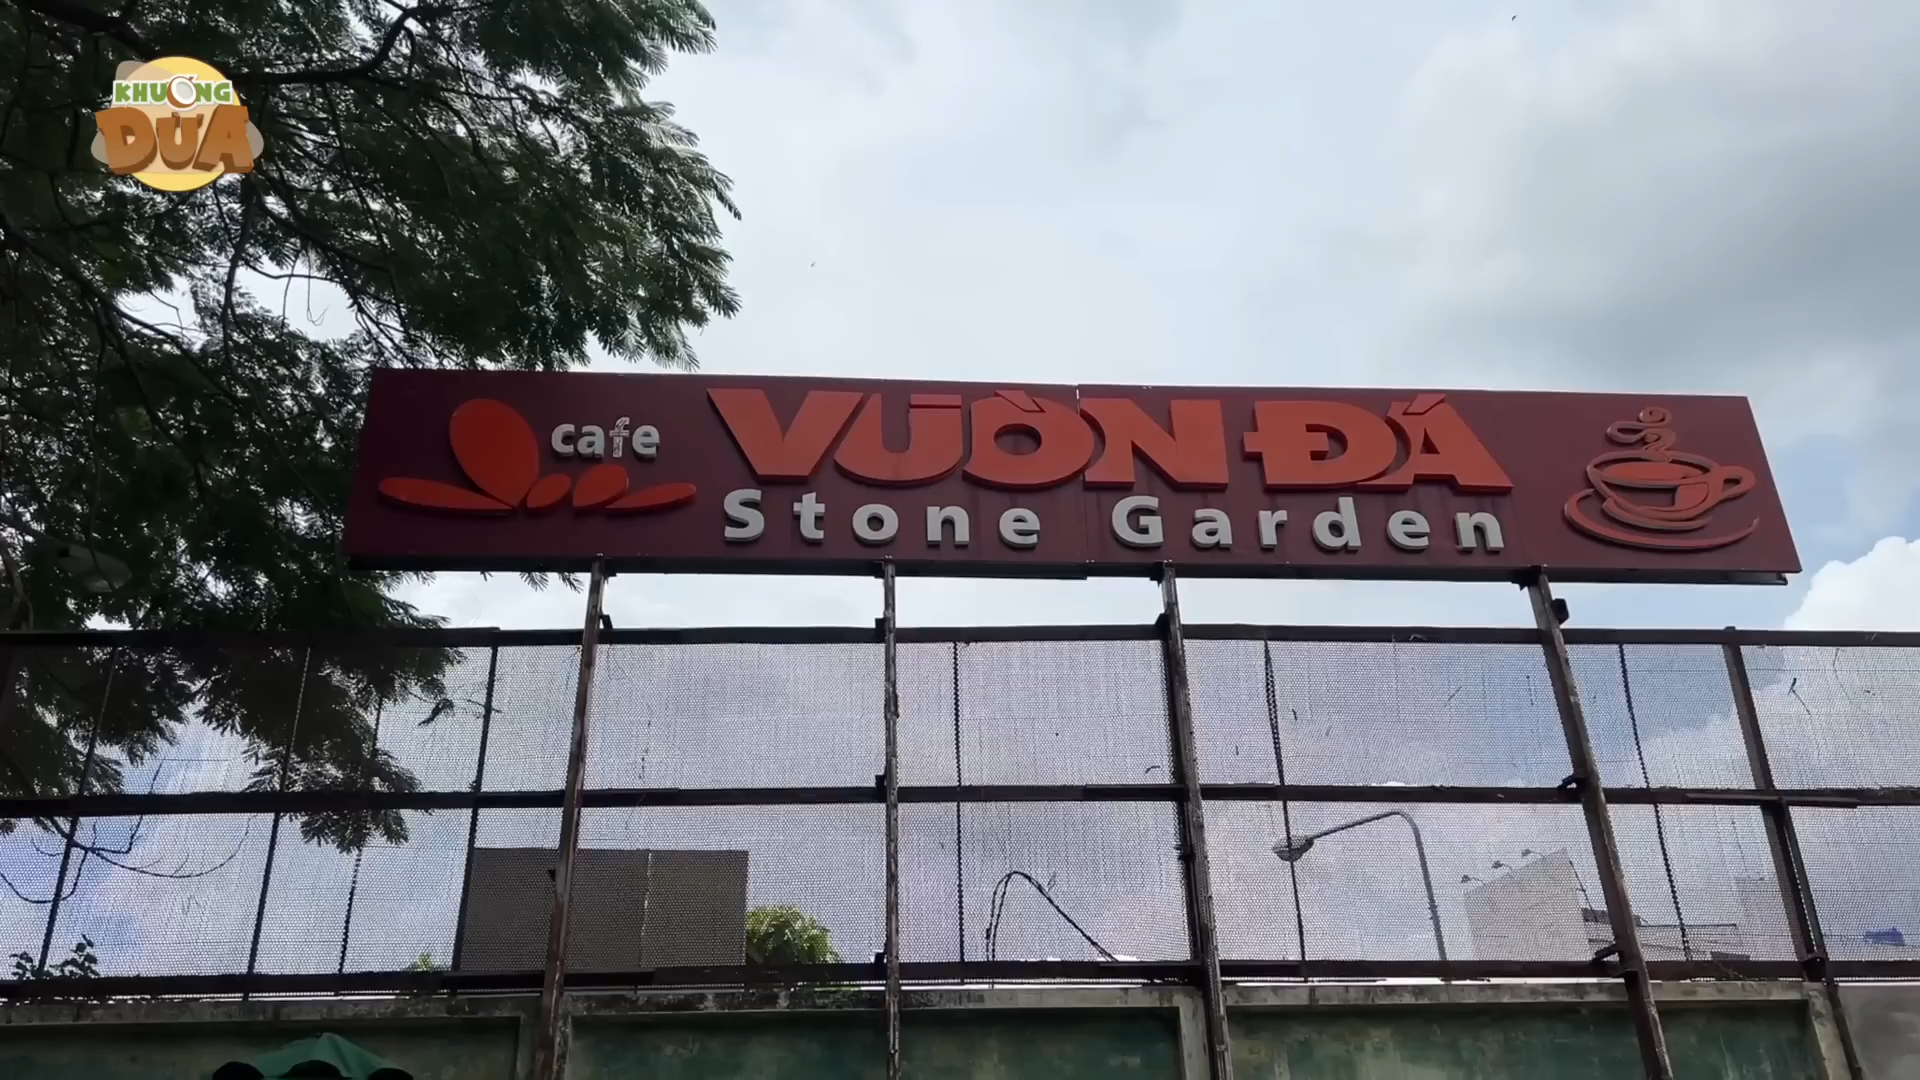 KHƯƠNG
DỪA
cafe
VƯỜN ĐÁ
Stone Garden